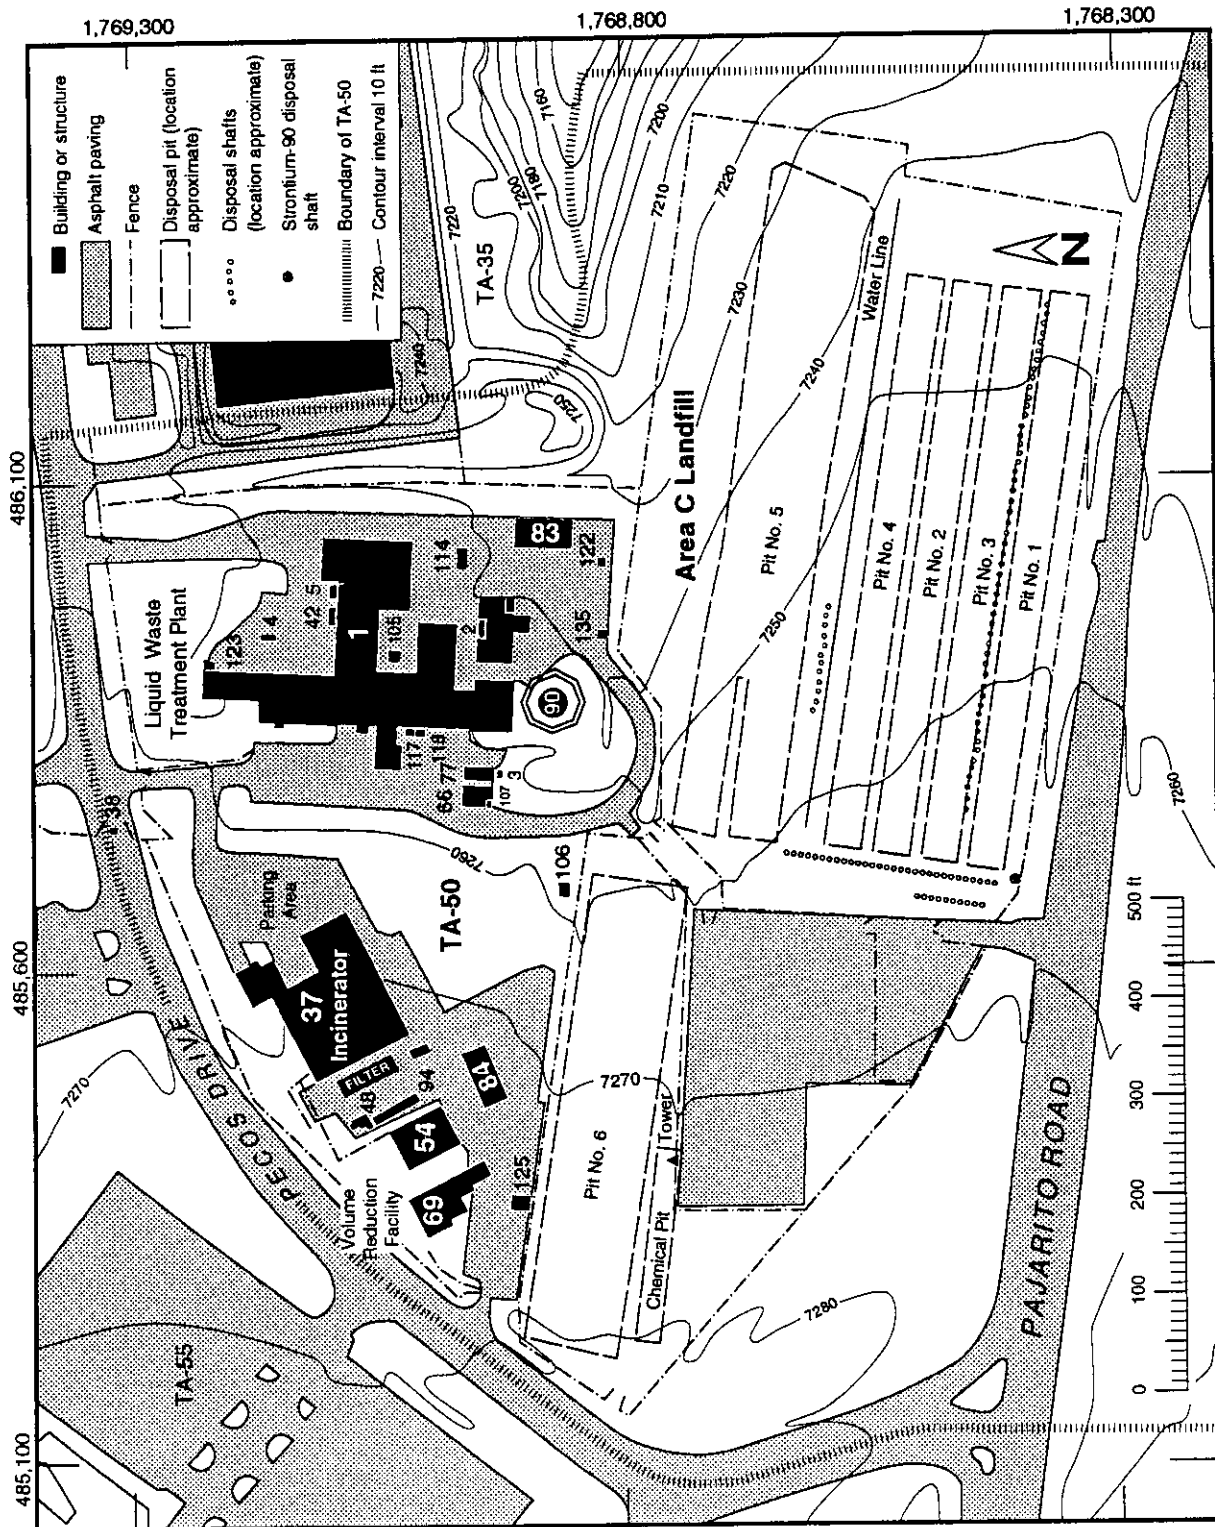 1,769,300
1,768,800
1,768,300
486,100
485,600
485,100
Building or structure
Asphalt paving
Fence
Disposal pit (location
approximate)
Disposal shafts
(location approximate)
Strontium-90 disposal
shaft
Boundary of TA-50
7220
Contour interval 10 ft
7240
7250
7220
TA-35
7200
7180
7160
7200
7210
7220
7230
7240
7250
7260
Water Line
N
Area C Landfill
Pit No. 5
Pit No. 4
Pit No. 2
Pit No. 3
Pit No. 1
Liquid Waste
Treatment Plant
123
4
42
5
1
105
114
83
2
122
135
90
117
118
66
77
3
107
38
Parking
Area
7260
TA-50
106
37
Incinerator
FILTER
48
94
84
54
69
Volume
Reduction
Facility
125
PECOS DRIVE
7270
TA-55
7270
Pit No. 6
Tower
Chemical Pit
7280
PAJARITO ROAD
0
100
200
300
400
500 ft